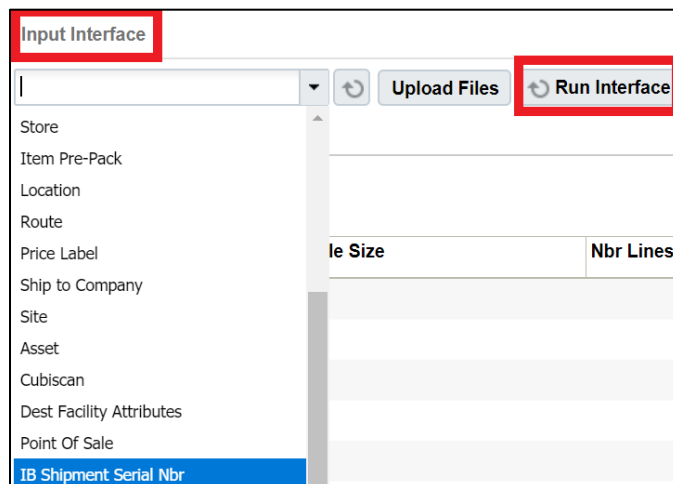 Input Interface
Upload Files
Run Interface
Store
Item Pre-Pack
Location
Route
Price Label
le Size
Nbr Lines
Ship to Company
Site
Asset
Cubiscan
Dest Facility Attributes
Point Of Sale
IB Shipment Serial Nbr